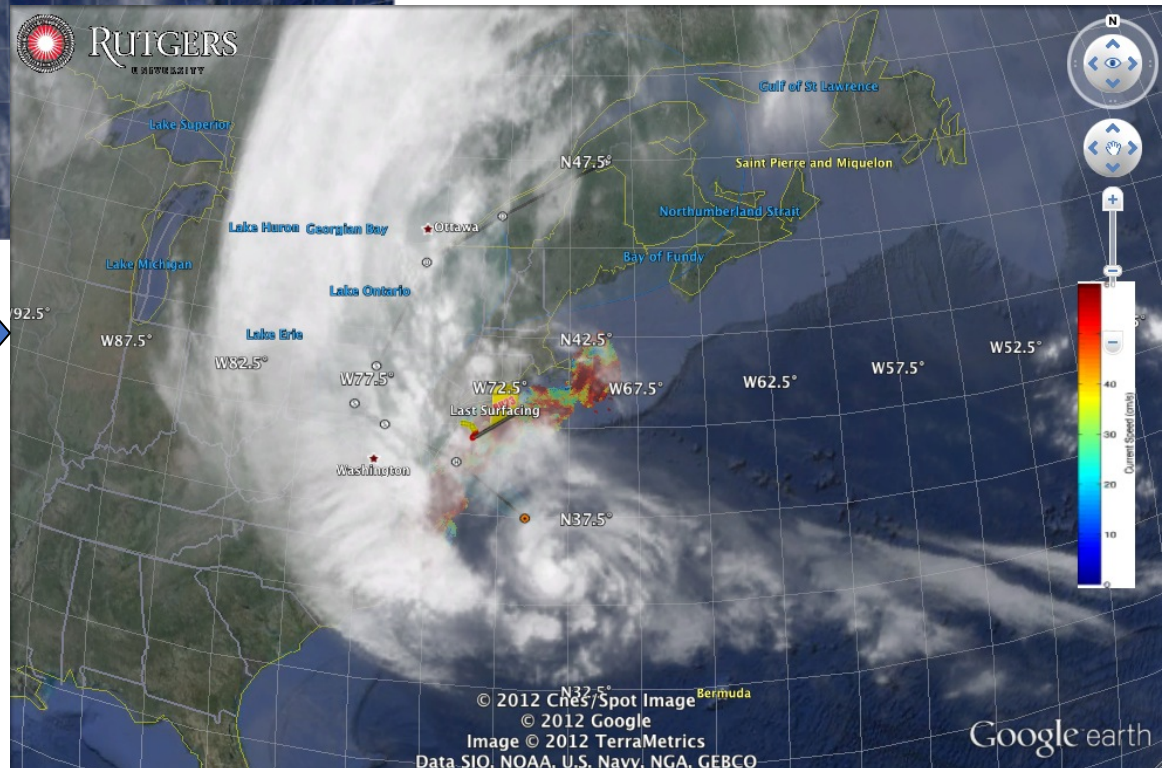 RUTGERS
UNIVERSITY
N
Gulf of St Lawrence
Lake Superior
N47.5°
Saint Pierre and Miquelon
Northumberland Strait
Lake Huron
Georgian Bay
Ottawa
Bay of Fundy
Lake Michigan
Lake Ontario
/92.5°
Lake Erie
N42.5°
W87.5°
W82.5°
W77.5°
W72.5°
W67.5°
W62.5°
W57.5°
W52.5°
40
30
20
10
0
Current Speed (cm/s)
Last Surfacing
Washington
N37.5°
N32.5°
Bermuda
© 2012 Cnes/Spot Image
© 2012 Google
Image © 2012 TerraMetrics
Data SIO, NOAA, U.S. Navy, NGA, GEBCO
Google earth